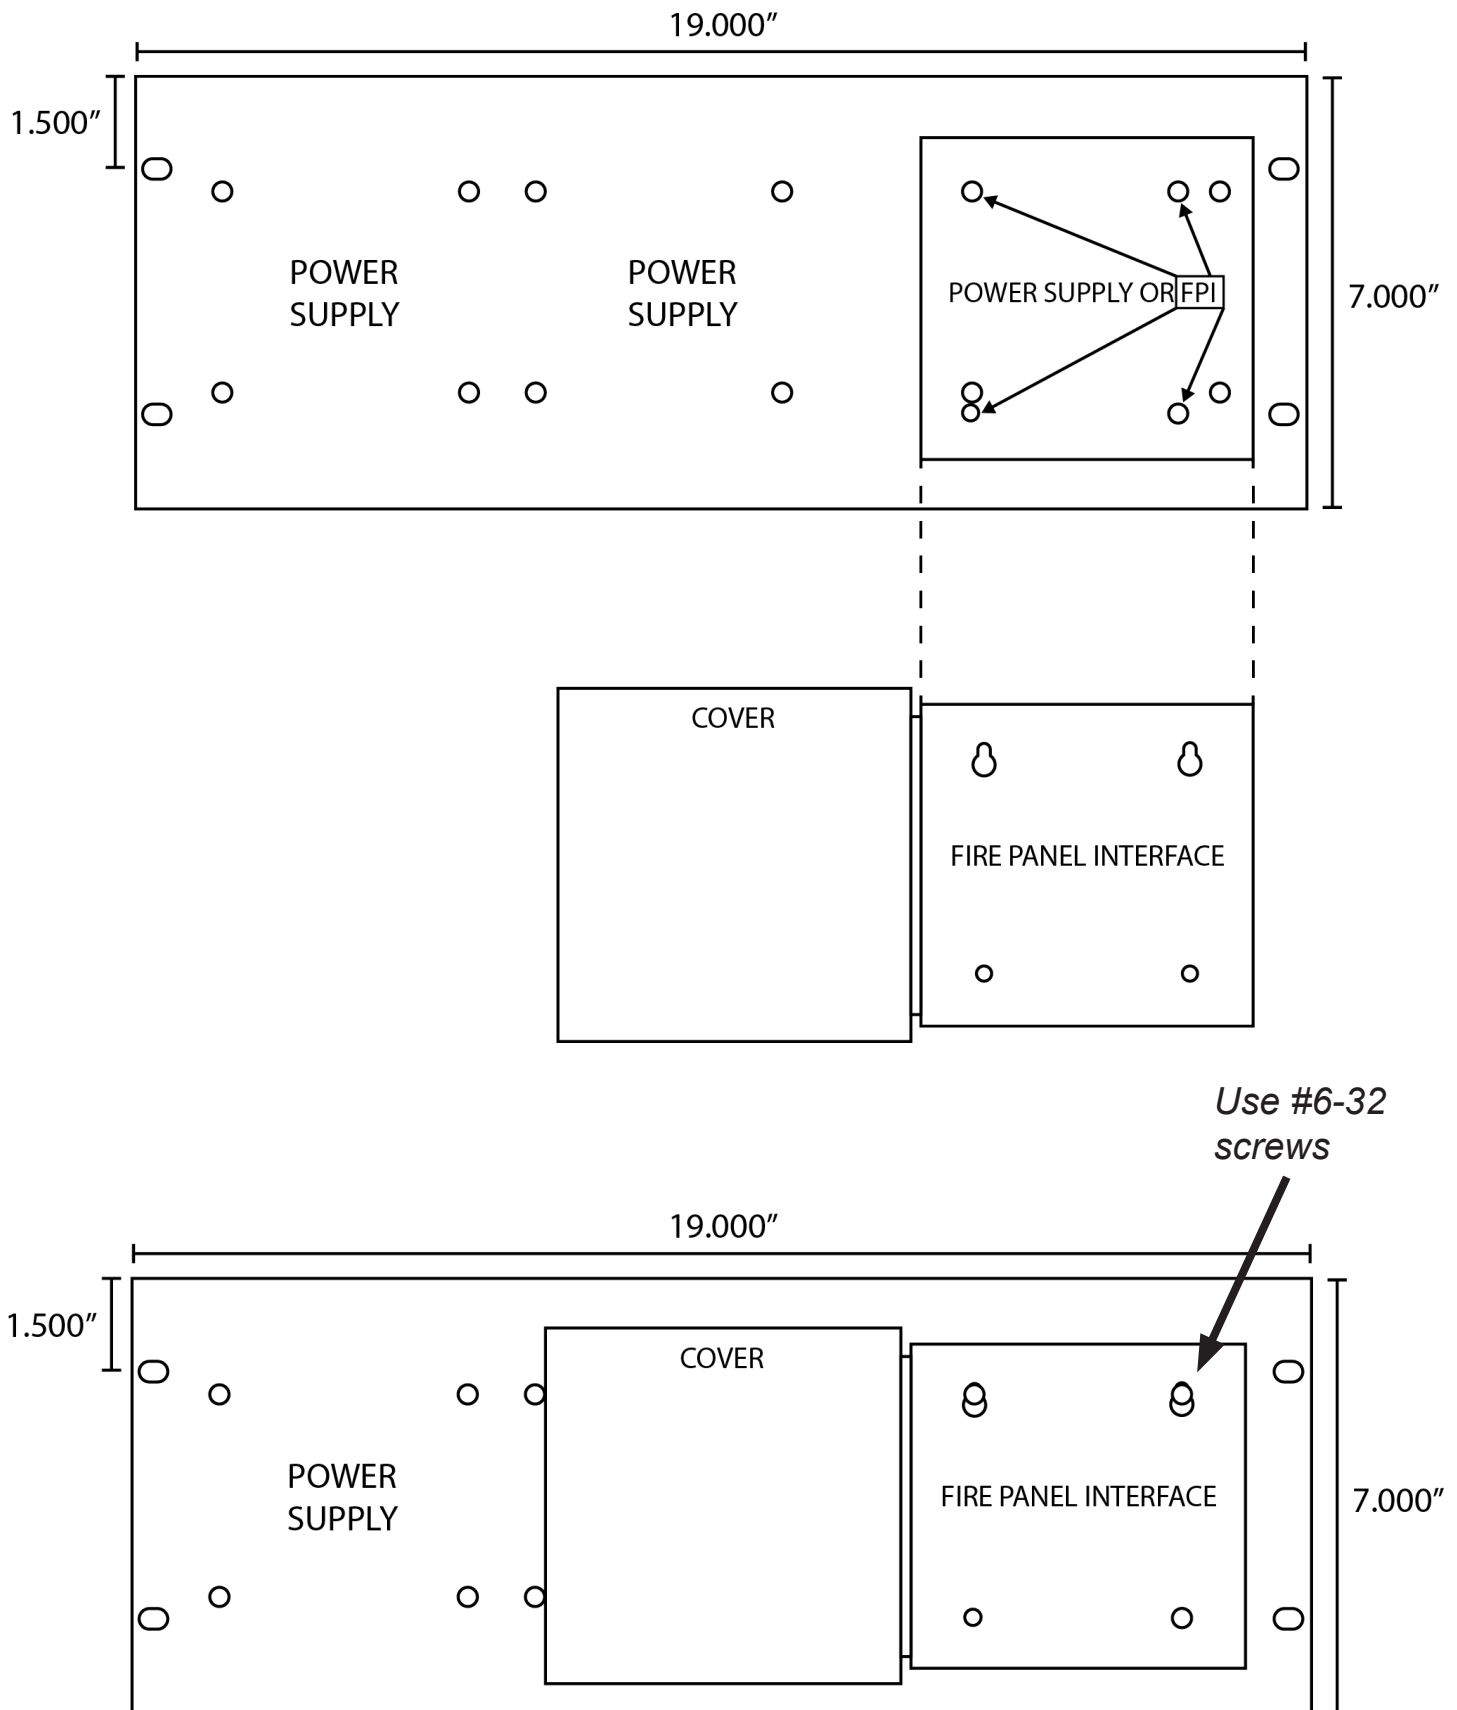 19.000”
1.500”
POWER
SUPPLY
POWER
SUPPLY
POWER SUPPLY OR FPI
7.000”
COVER
FIRE PANEL INTERFACE
Use #6-32
screws
19.000”
1.500”
COVER
POWER
SUPPLY
FIRE PANEL INTERFACE
7.000”